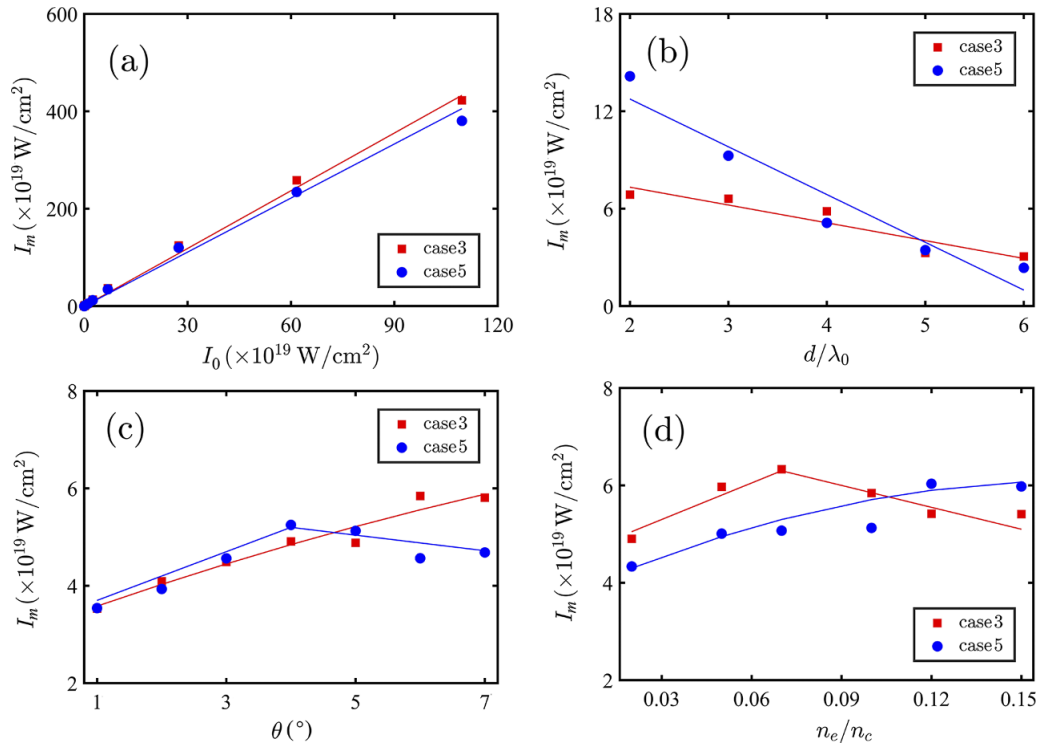 (a)
600
400
200
0
I_m (×10^19 W/cm^2)
case3
case5
0 30 60 90 120
I_0 (×10^19 W/cm^2)
(b)
18
12
6
0
I_m (×10^19 W/cm^2)
case3
case5
2 3 4 5 6
d/λ_0
(c)
8
6
4
2
I_m (×10^19 W/cm^2)
case3
case5
1 3 5 7
θ (°)
(d)
8
6
4
2
I_m (×10^19 W/cm^2)
case3
case5
0.03 0.06 0.09 0.12 0.15
n_e/n_c